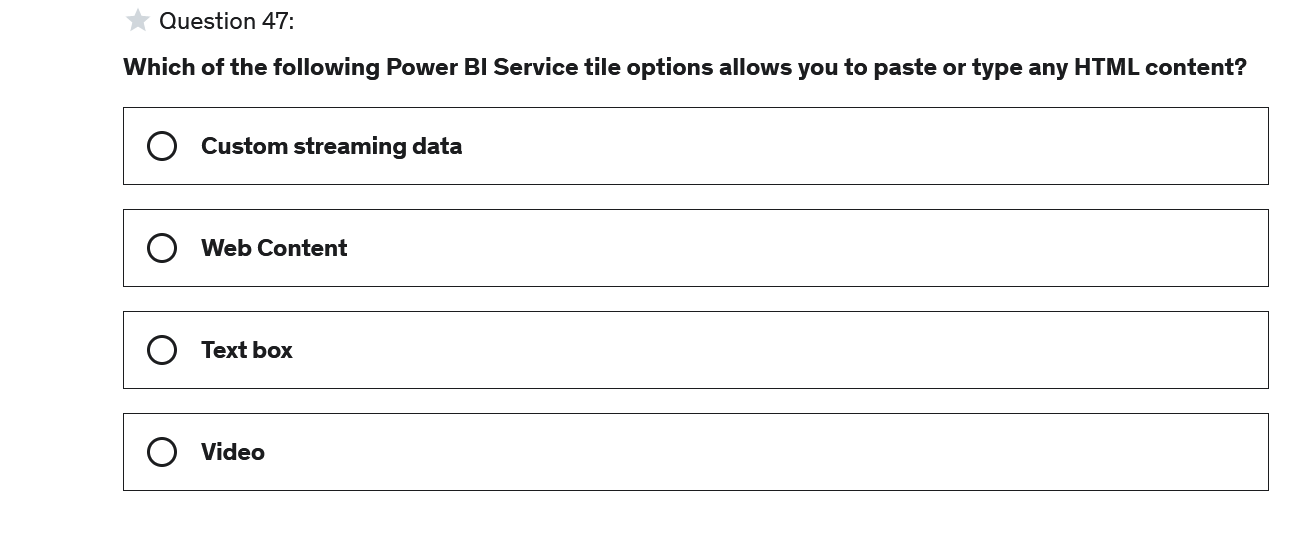 Question 47:
Which of the following Power BI Service tile options allows you to paste or type any HTML content?
Custom streaming data
Web Content
Text box
Video